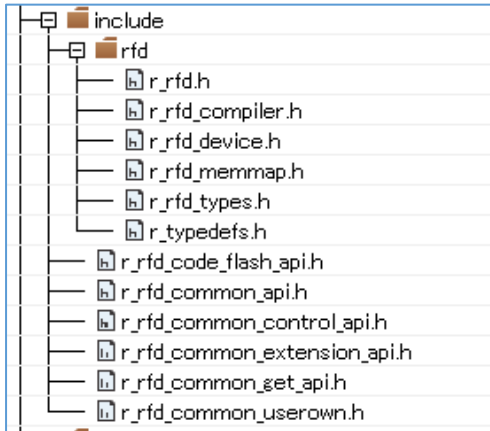 include
rfd
r_rfd.h
r_rfd_compiler.h
r_rfd_device.h
r_rfd_memmap.h
r_rfd_types.h
r_typedefs.h
r_rfd_code_flash_api.h
r_rfd_common_api.h
r_rfd_common_control_api.h
r_rfd_common_extension_api.h
r_rfd_common_get_api.h
r_rfd_common_userown.h